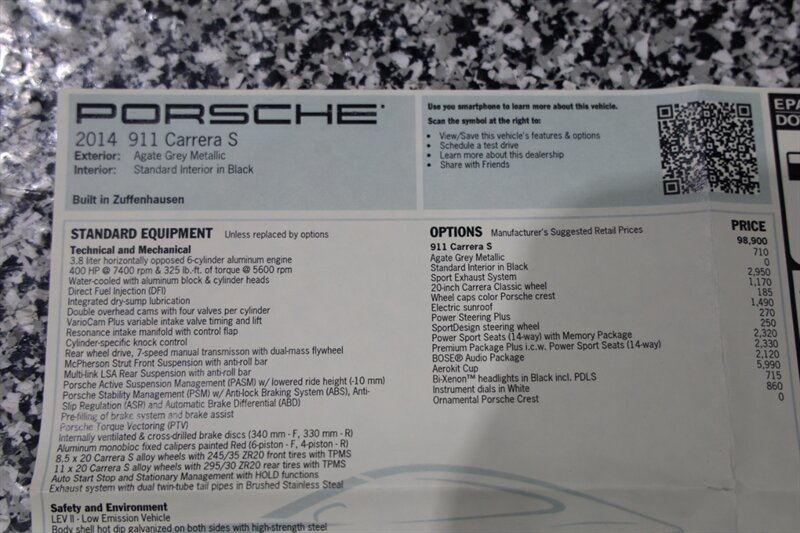 PORSCHE
2014 911 Carrera S
Exterior: Agate Grey Metallic
Interior: Standard Interior in Black
Built in Zuffenhausen
Use you smartphone to learn more about this vehicle.
Scan the symbol at the right to:
• View/Save this vehicle's features & options
• Schedule a test drive
• Learn more about this dealership
• Share with Friends
EPA
DO
STANDARD EQUIPMENT Unless replaced by options
Technical and Mechanical
3.8 liter horizontally opposed 6-cylinder aluminum engine
400 HP @ 7400 rpm & 325 lb.-ft. of torque @ 5600 rpm
Water-cooled with aluminum block & cylinder heads
Direct Fuel Injection (DFI)
Integrated dry-sump lubrication
Double overhead cams with four valves per cylinder
VarioCam Plus variable intake valve timing and lift
Resonance intake manifold with control flap
Cylinder-specific knock control
Rear wheel drive, 7-speed manual transmisson with dual-mass flywheel
McPherson Strut Front Suspension with anti-roll bar
Multi-link LSA Rear Suspension with anti-roll bar
Porsche Active Suspension Management (PASM) w/ lowered ride height (-10 mm)
Porsche Stability Management (PSM) w/ Anti-lock Braking System (ABS), Anti-
Slip Regulation (ASR) and Automatic Brake Differential (ABD)
Pre-filling of brake system and brake assist
Porsche Torque Vectoring (PTV)
Internally ventilated & cross-drilled brake discs (340 mm - F, 330 mm - R)
Aluminum monobloc fixed calipers painted Red (6-piston - F, 4-piston - R)
8.5 x 20 Carrera S alloy wheels with 245/35 ZR20 front tires with TPMS
11 x 20 Carrera S alloy wheels with 295/30 ZR20 rear tires with TPMS
Auto Start Stop and Stationary Management with HOLD functions
Exhaust system with dual twin-tube tail pipes in Brushed Stainless Steel
Safety and Environment
LEV II - Low Emission Vehicle
Body shell hot dip galvanized on both sides with high-strength steel
OPTIONS Manufacturer's Suggested Retail Prices PRICE
911 Carrera S 98,900
Agate Grey Metallic 710
Standard Interior in Black 0
Sport Exhaust System 2,950
20-inch Carrera Classic wheel 1,170
Wheel caps color Porsche crest 185
Electric sunroof 1,490
Power Steering Plus 270
SportDesign steering wheel 250
Power Sport Seats (14-way) with Memory Package 2,320
Premium Package Plus i.c.w. Power Sport Seats (14-way) 2,330
BOSE® Audio Package 2,120
Aerokit Cup 5,990
Bi-Xenon™ headlights in Black incl. PDLS 715
Instrument dials in White 860
Ornamental Porsche Crest 0